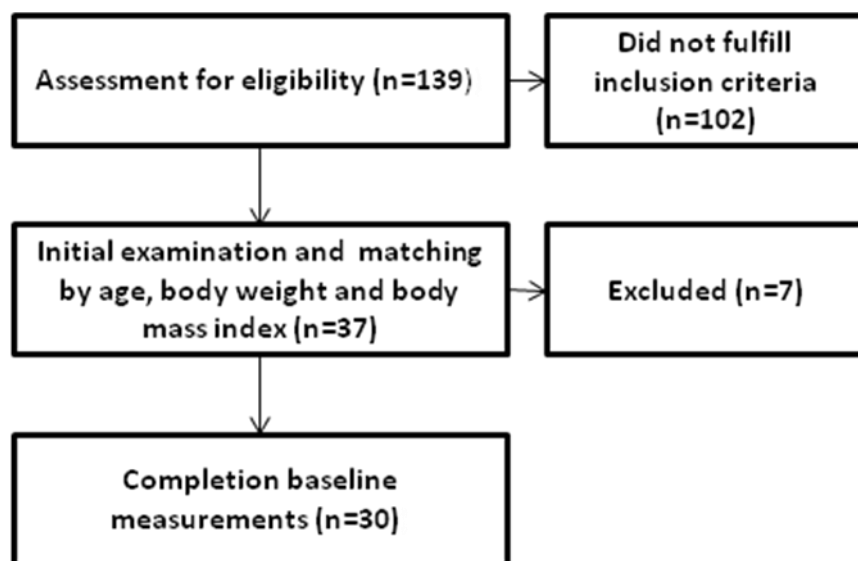 Assessment for eligibility (n=139)
Did not fulfill
inclusion criteria
(n=102)
Initial examination and matching
by age, body weight and body
mass index (n=37)
Excluded (n=7)
Completion baseline
measurements (n=30)